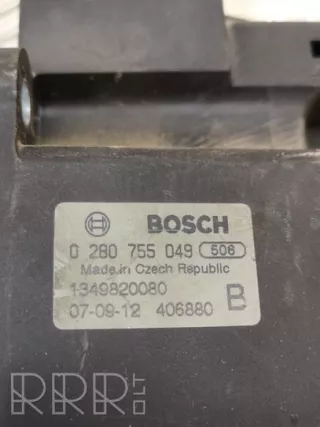 BOSCH
0 280 755 049 506
Made in Czech Republic
1349820080 B
07-09-12 406880
RRR.LT